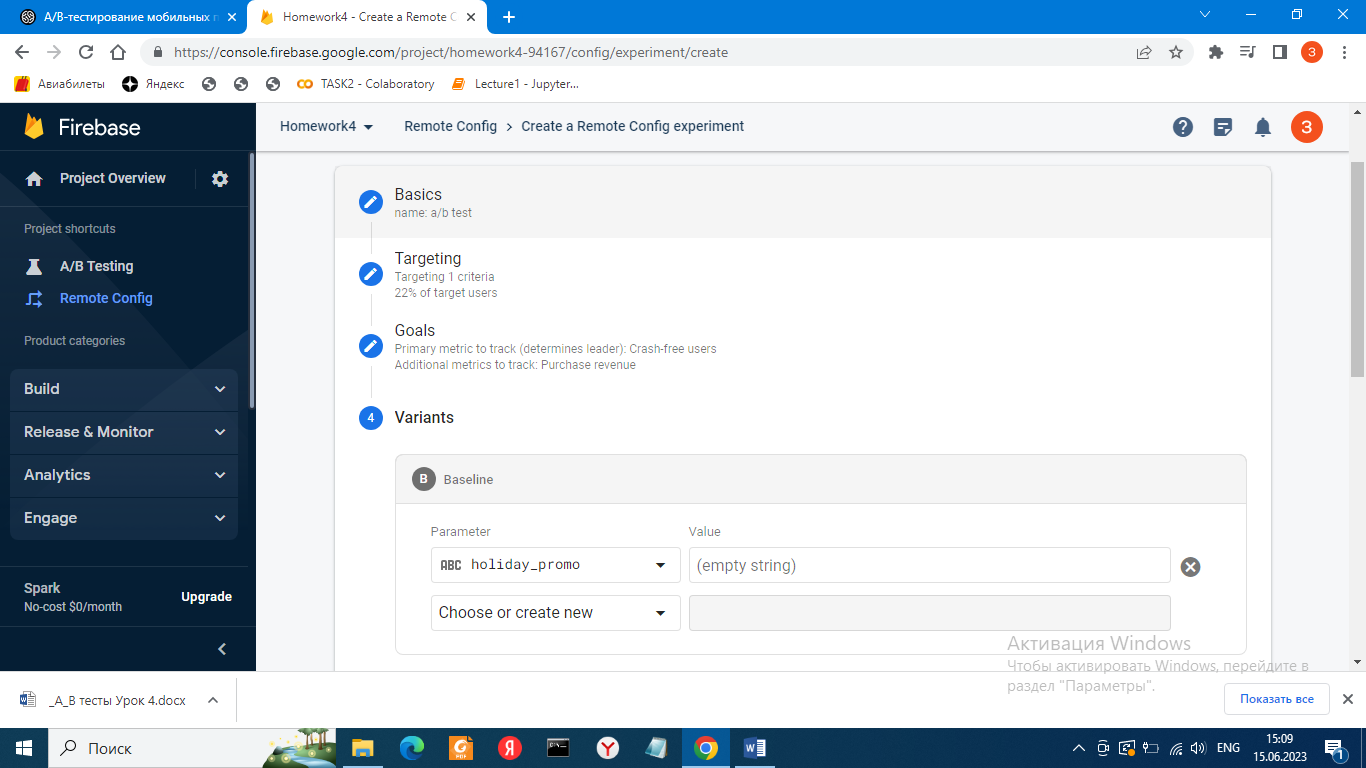 А/В-тестирование мобильных п
Homework4 - Create a Remote C
https://console.firebase.google.com/project/homework4-94167/config/experiment/create
3
Авиабилеты
Яндекс
TASK2 - Colaboratory
Lecture1 - Jupyter...
Firebase
Homework4
Remote Config > Create a Remote Config experiment
3
Project Overview
Project shortcuts
A/B Testing
Remote Config
Product categories
Build
Release & Monitor
Analytics
Engage
Spark
No-cost $0/month
Upgrade
Basics
name: a/b test
Targeting
Targeting 1 criteria
22% of target users
Goals
Primary metric to track (determines leader): Crash-free users
Additional metrics to track: Purchase revenue
4 Variants
B Baseline
Parameter Value
ABC holiday_promo (empty string)
Choose or create new
Активация Windows
Чтобы активировать Windows, перейдите в
раздел "Параметры".
_A_B тесты Урок 4.docx
Показать все
Поиск
ENG
15:09
15.06.2023
1